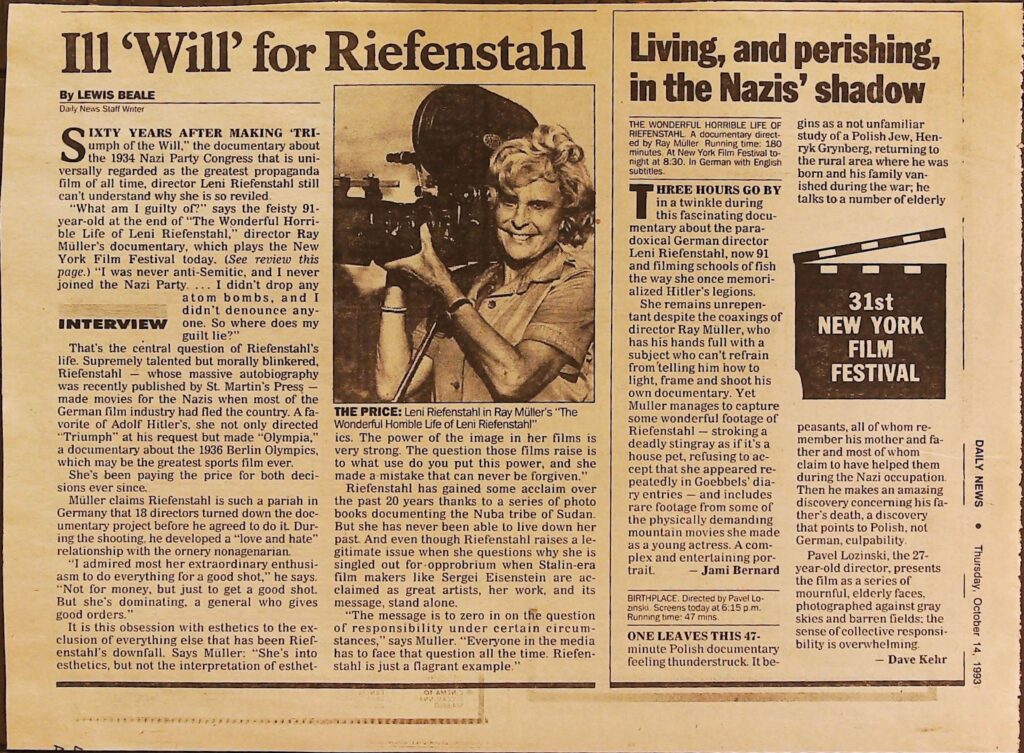 Ill ‘Will’ for Riefenstahl
By LEWIS BEALE
Daily News Staff Writer
SIXTY YEARS AFTER MAKING ‘TRI-
umph of the Will,” the documentary about
the 1934 Nazi Party Congress that is uni-
versally regarded as the greatest propaganda
film of all time, director Leni Riefenstahl still
can't understand why she is so reviled.
“What am I guilty of?” says the feisty 91-
year-old at the end of “The Wonderful Horri-
ble Life of Leni Riefenstahl,” director Ray
Müller's documentary, which plays the New
York Film Festival today. (See review this
page.) “I was never anti-Semitic, and I never
joined the Nazi Party. . . . I didn't drop any
atom bombs, and I
didn't denounce any-
one. So where does my
guilt lie?”
INTERVIEW
That's the central question of Riefenstahl's
life. Supremely talented but morally blinkered,
Riefenstahl — whose massive autobiography
was recently published by St. Martin's Press —
made movies for the Nazis when most of the
German film industry had fled the country. A fa-
vorite of Adolf Hitler's, she not only directed
“Triumph” at his request but made “Olympia,”
a documentary about the 1936 Berlin Olympics,
which may be the greatest sports film ever.
She's been paying the price for both deci-
sions ever since.
Müller claims Riefenstahl is such a pariah in
Germany that 18 directors turned down the doc-
umentary project before he agreed to do it. Dur-
ing the shooting, he developed a “love and hate”
relationship with the ornery nonagenarian.
“I admired most her extraordinary enthusi-
asm to do everything for a good shot,” he says.
“Not for money, but just to get a good shot.
But she's dominating, a general who gives
good orders.”
It is this obsession with esthetics to the ex-
clusion of everything else that has been Rief-
enstahl's downfall. Says Müller: “She's into
esthetics, but not the interpretation of esthet-
THE PRICE: Leni Riefenstahl in Ray Müller's “The
Wonderful Horrible Life of Leni Riefenstahl”
ics. The power of the image in her films is
very strong. The question those films raise is
to what use do you put this power, and she
made a mistake that can never be forgiven.”
Riefenstahl has gained some acclaim over
the past 20 years thanks to a series of photo
books documenting the Nuba tribe of Sudan.
But she has never been able to live down her
past. And even though Riefenstahl raises a le-
gitimate issue when she questions why she is
singled out for opprobrium when Stalin-era
film makers like Sergei Eisenstein are ac-
claimed as great artists, her work, and its
message, stand alone.
“The message is to zero in on the question
of responsibility under certain circum-
stances,” says Muller. “Everyone in the media
has to face that question all the time. Riefen-
stahl is just a flagrant example.”
Living, and perishing,
in the Nazis' shadow
THE WONDERFUL HORRIBLE LIFE OF
RIEFENSTAHL. A documentary direct-
ed by Ray Müller. Running time: 180
minutes. At New York Film Festival to-
night at 8:30. In German with English
subtitles.
THREE HOURS GO BY
in a twinkle during
this fascinating docu-
mentary about the para-
doxical German director
Leni Riefenstahl, now 91
and filming schools of fish
the way she once memori-
alized Hitler's legions.
She remains unrepen-
tant despite the coaxings of
director Ray Müller, who
has his hands full with a
subject who can't refrain
from telling him how to
light, frame and shoot his
own documentary. Yet
Muller manages to capture
some wonderful footage of
Riefenstahl — stroking a
deadly stingray as if it's a
house pet, refusing to ac-
cept that she appeared re-
peatedly in Goebbels' dia-
ry entries — and includes
rare footage from some of
the physically demanding
mountain movies she made
as a young actress. A com-
plex and entertaining por-
trait. — Jami Bernard
BIRTHPLACE. Directed by Pavel Lo-
zinski. Screens today at 6:15 p.m.
Running time: 47 mins.
ONE LEAVES THIS 47-
minute Polish documentary
feeling thunderstruck. It be-
gins as a not unfamiliar
study of a Polish Jew, Hen-
ryk Grynberg, returning to
the rural area where he was
born and his family van-
ished during the war; he
talks to a number of elderly
31st
NEW YORK
FILM
FESTIVAL
peasants, all of whom re-
member his mother and fa-
ther and most of whom
claim to have helped them
during the Nazi occupation.
Then he makes an amazing
discovery concerning his fa-
ther's death, a discovery
that points to Polish, not
German, culpability.
Pavel Lozinski, the 27-
year-old director, presents
the film as a series of
mournful, elderly faces,
photographed against gray
skies and barren fields; the
sense of collective responsi-
bility is overwhelming.
— Dave Kehr
DAILY NEWS • Thursday, October 14, 1993